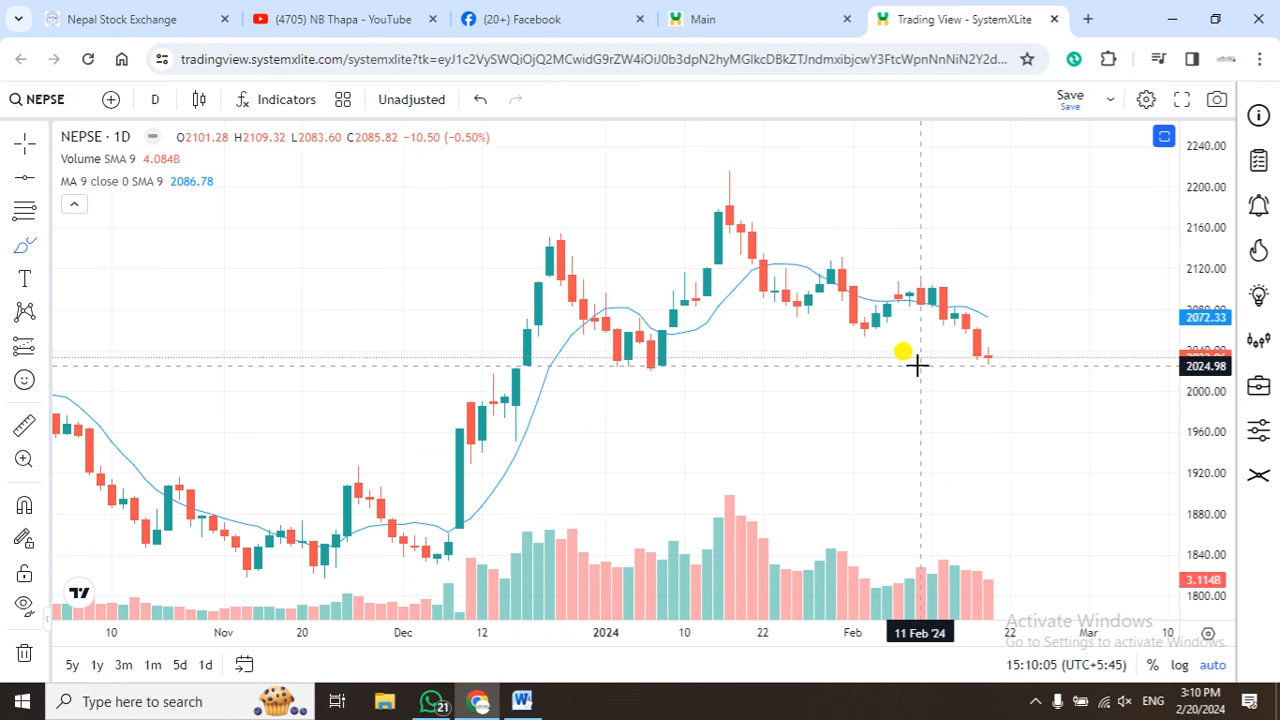 Nepal Stock Exchange
(4705) NB Thapa - YouTube
(20+) Facebook
Main
Trading View - SystemXLite
NEPSE
D
Indicators
Unadjusted
Save
Save
NEPSE · 1D
O2101.28 H2109.32 L2083.60 C2085.82 −10.50 (−0.50%)
Volume SMA 9 4.084B
MA 9 close 0 SMA 9 2086.78
2240.00
2200.00
2160.00
2120.00
2072.33
2024.98
2000.00
1960.00
1920.00
1880.00
1840.00
3.114B
1800.00
10
Nov
20
Dec
12
2024
10
22
Feb
11 Feb '24
22
Mar
10
Activate Windows
Go to Settings to activate Windows.
5y 1y 3m 1m 5d 1d
15:10:05 (UTC+5:45)
% log auto
Type here to search
21
ENG
3:10 PM
2/20/2024